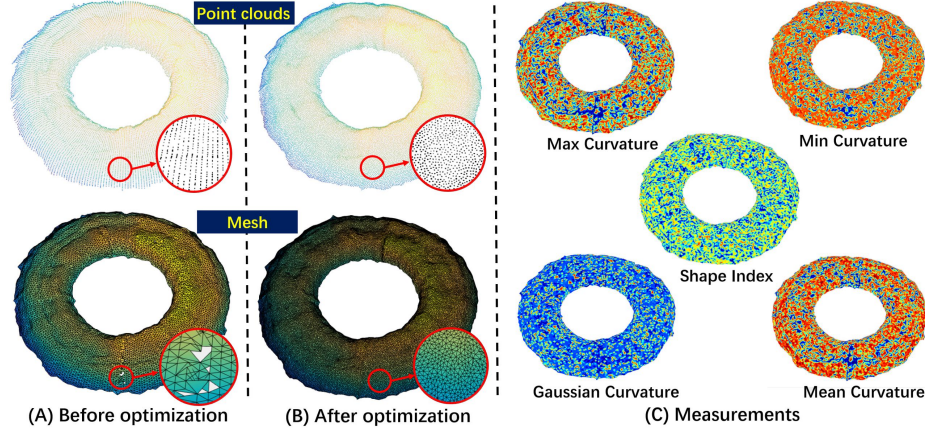 Point clouds
Max Curvature
Min Curvature
Mesh
Shape Index
Gaussian Curvature
Mean Curvature
(A) Before optimization
(B) After optimization
(C) Measurements